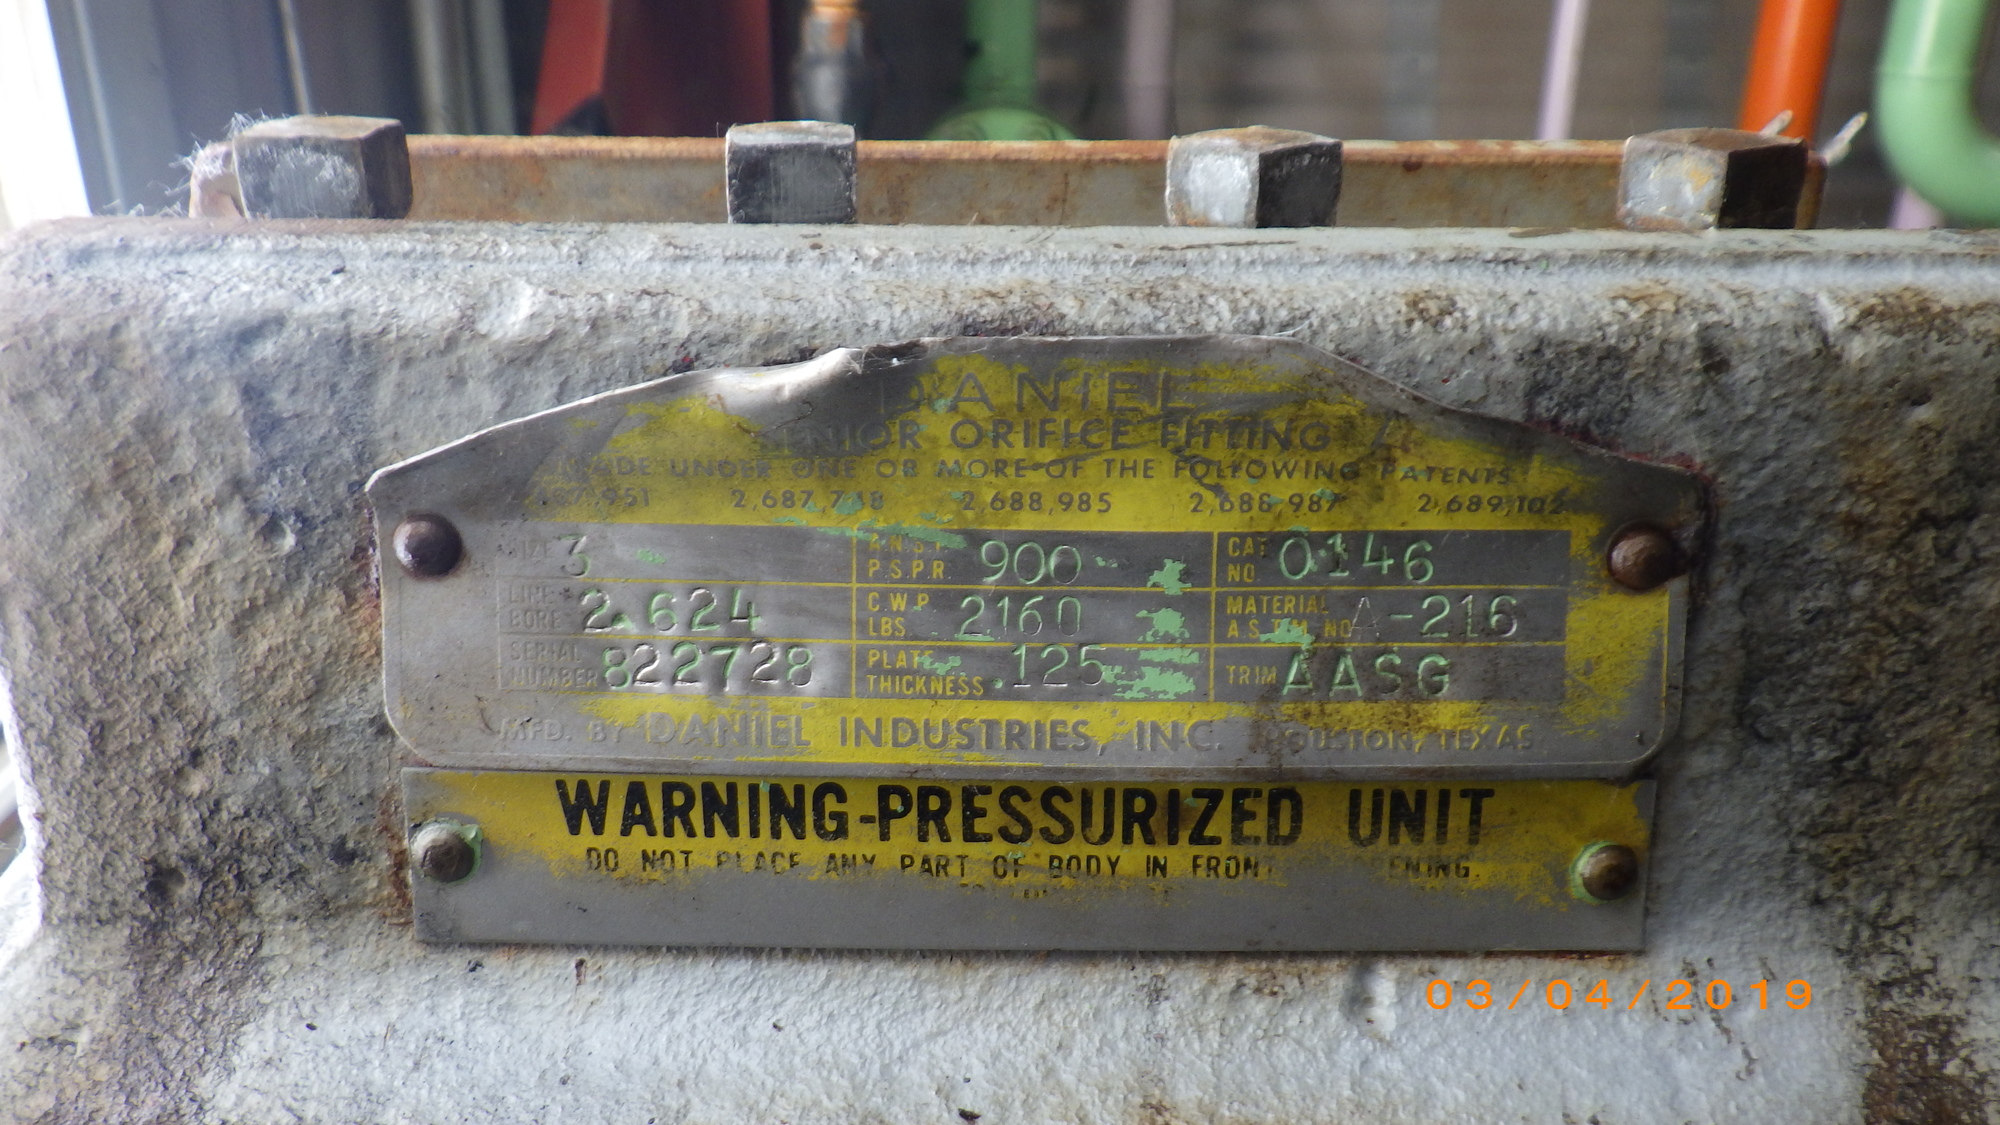 DANIEL
SENIOR ORIFICE FITTING
MADE UNDER ONE OR MORE OF THE FOLLOWING PATENTS
2,688,985 2,688,987 2,689,102
SIZE 3 A.N.S.I. P.S.P.R. 900 CAT NO. 0146
LINE BORE 2.624 C.W.P. LBS. 2160 MATERIAL A.S.T.M. NO A-216
SERIAL NUMBER 822728 PLATE THICKNESS .125 TRIM AASG
MFD. BY DANIEL INDUSTRIES, INC. HOUSTON, TEXAS
WARNING-PRESSURIZED UNIT
DO NOT PLACE ANY PART OF BODY IN FRONT ENING.
03/04/2019